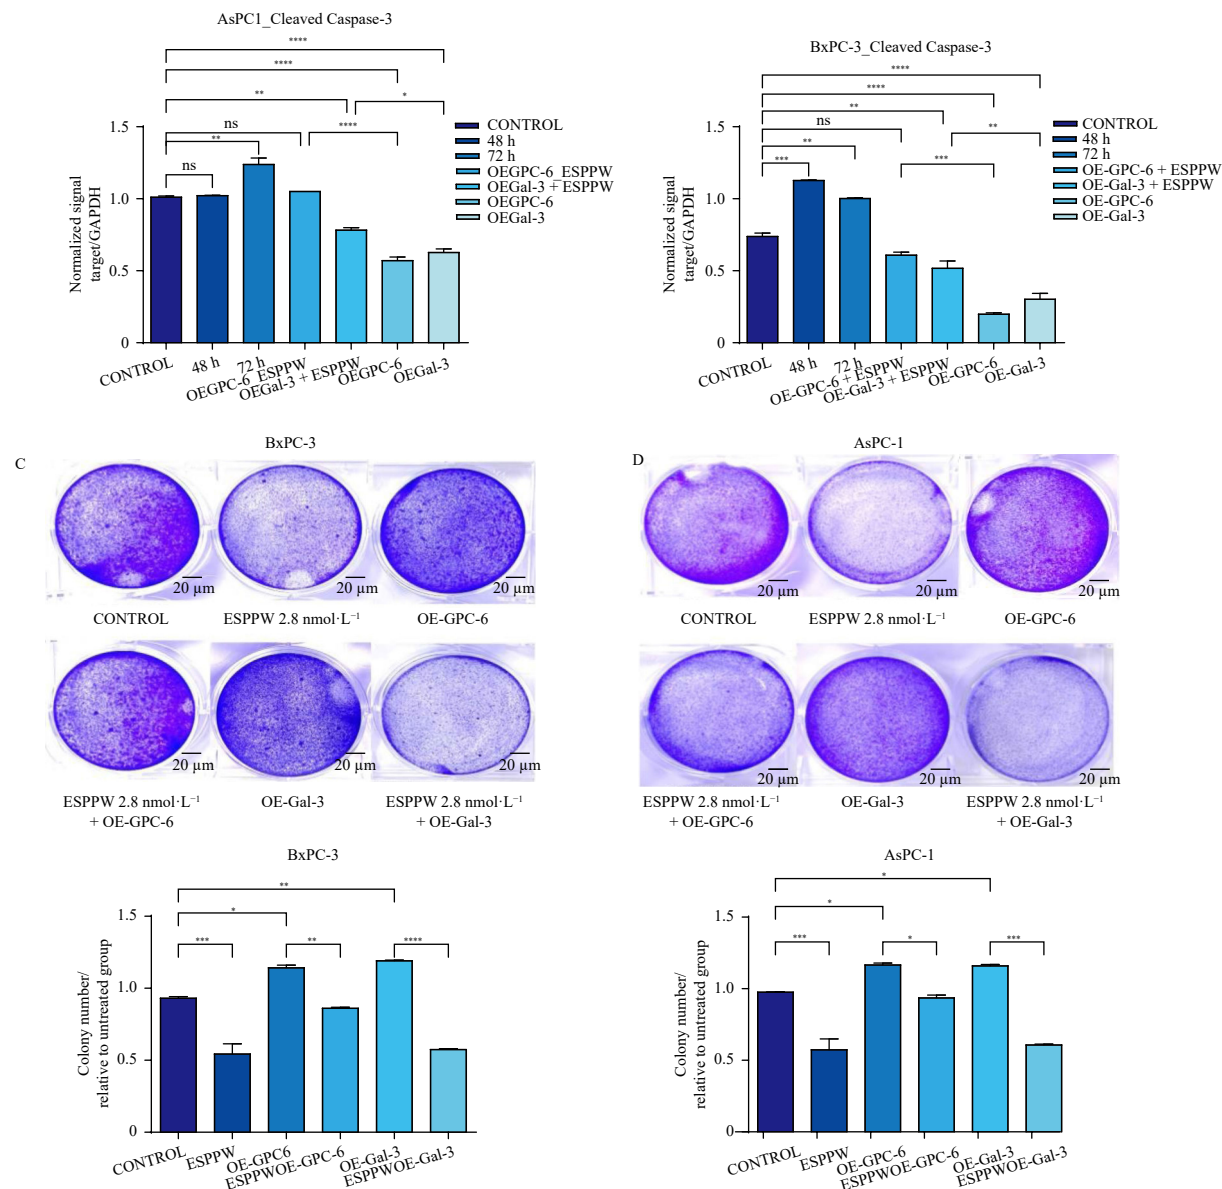 AsPC1_Cleaved Caspase-3
****
****
**
*
ns
****
**
ns
1.5
1.0
0.5
0
Normalized signal
target/GAPDH
CONTROL
48 h
72 h
OEGPC-6_ESPPW
OEGal-3 + ESPPW
OEGPC-6
OEGal-3
CONTROL
48 h
72 h
OEGPC-6_ESPPW
OEGal-3 + ESPPW
OEGPC-6
OEGal-3
BxPC-3_Cleaved Caspase-3
****
****
**
ns
**
**
***
***
1.5
1.0
0.5
0
Normalized signal
target/GAPDH
CONTROL
48 h
72 h
OE-GPC-6 + ESPPW
OE-Gal-3 + ESPPW
OE-GPC-6
OE-Gal-3
CONTROL
48 h
72 h
OE-GPC-6 + ESPPW
OE-Gal-3 + ESPPW
OE-GPC-6
OE-Gal-3
C
BxPC-3
20 µm
20 µm
20 µm
CONTROL
ESPPW 2.8 nmol·L⁻¹
OE-GPC-6
20 µm
20 µm
20 µm
ESPPW 2.8 nmol·L⁻¹
+ OE-GPC-6
OE-Gal-3
ESPPW 2.8 nmol·L⁻¹
+ OE-Gal-3
D
AsPC-1
20 µm
20 µm
20 µm
CONTROL
ESPPW 2.8 nmol·L⁻¹
OE-GPC-6
20 µm
20 µm
20 µm
ESPPW 2.8 nmol·L⁻¹
+ OE-GPC-6
OE-Gal-3
ESPPW 2.8 nmol·L⁻¹
+ OE-Gal-3
BxPC-3
**
*
***
**
****
1.5
1.0
0.5
0
Colony number/
relative to untreated group
CONTROL
ESPPW
OE-GPC6
ESPPWOE-GPC-6
OE-Gal-3
ESPPWOE-Gal-3
AsPC-1
*
*
***
*
***
1.5
1.0
0.5
0
Colony number/
relative to untreated group
CONTROL
ESPPW
OE-GPC-6
ESPPWOE-GPC-6
OE-Gal-3
ESPPWOE-Gal-3